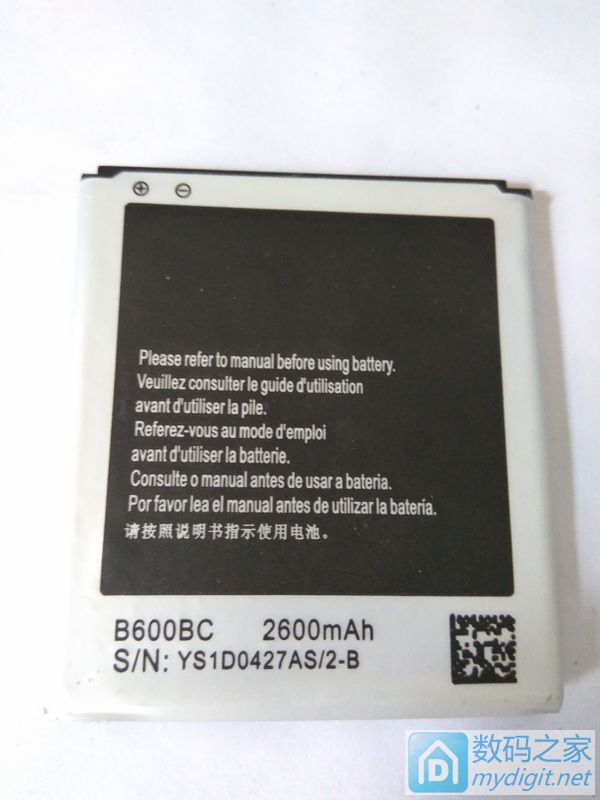 Please refer to manual before using battery.
Veuillez consulter le guide d'utilisation
avant d'utiliser la pile.
Referez-vous au mode d'emploi
avant d'utiliser la batterie.
Consulte o manual antes de usar a bateria.
Por favor lea el manual antes de utilizar la batería.
请按照说明书指示使用电池。
B600BC 2600mAh
S/N: YS1D0427AS/2-B
数码之家
mydigit.net